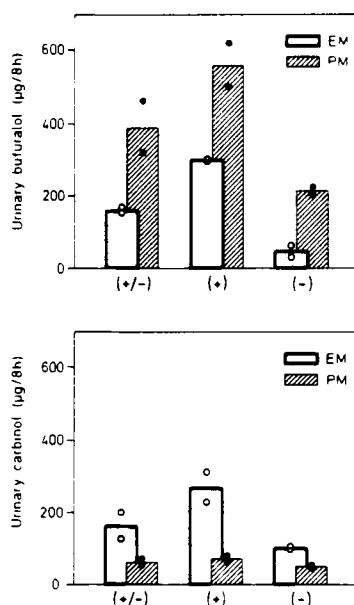 EM
PM
Urinary bufuralol (µg/8h)
600
400
200
0
(+/-)
(+)
(-)
EM
PM
Urinary carbinol (µg/8h)
600
400
200
0
(+/-)
(+)
(-)